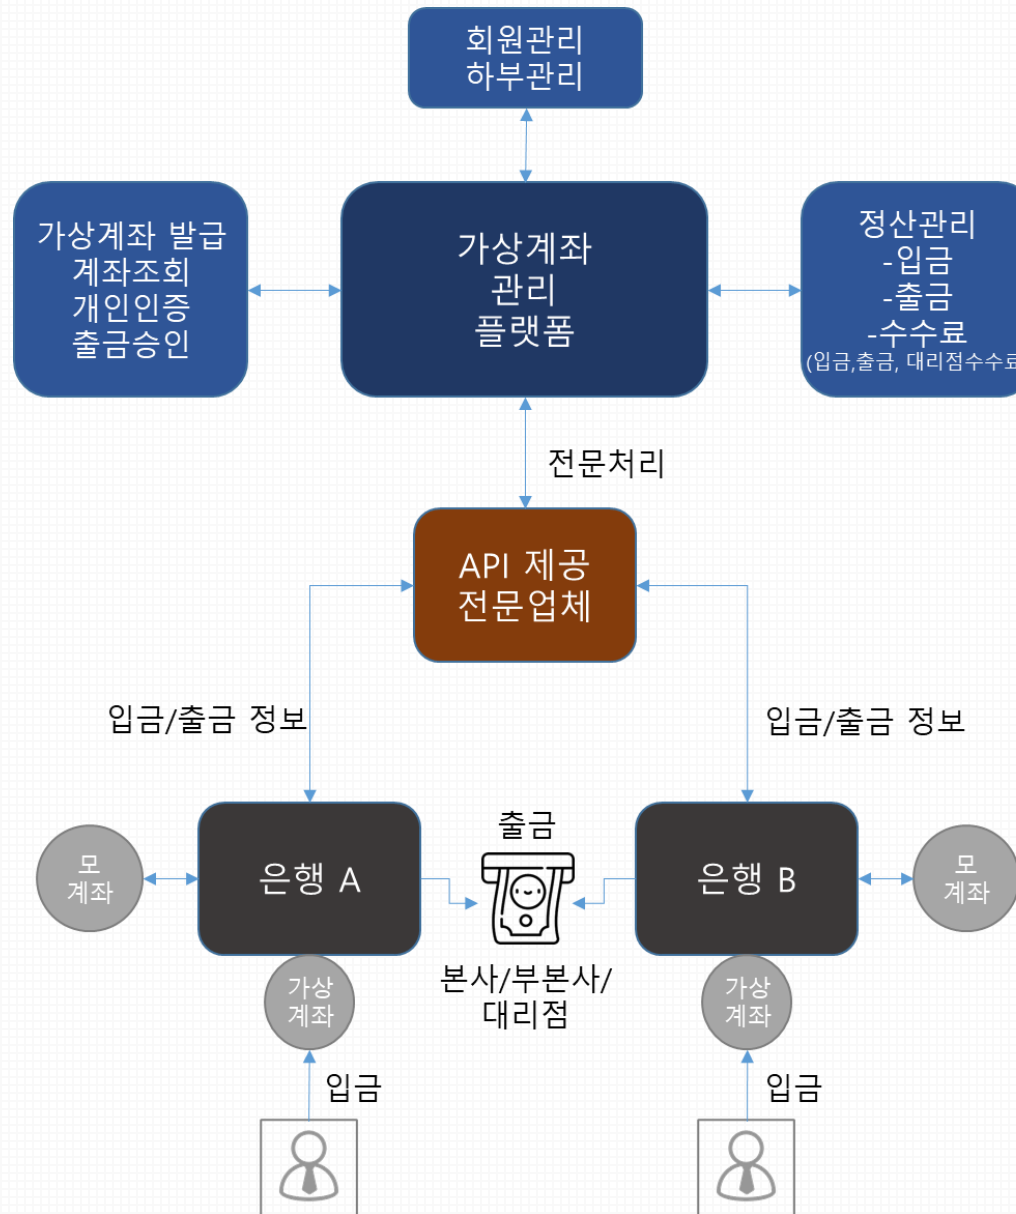 회원관리
하부관리
가상계좌 발급
계좌조회
개인인증
출금승인
가상계좌
관리
플랫폼
정산관리
-입금
-출금
-수수료
(입금,출금, 대리점수수료
전문처리
API 제공
전문업체
입금/출금 정보
입금/출금 정보
모
계좌
은행 A
출금
은행 B
모
계좌
본사/부본사/
대리점
가상
계좌
가상
계좌
입금
입금